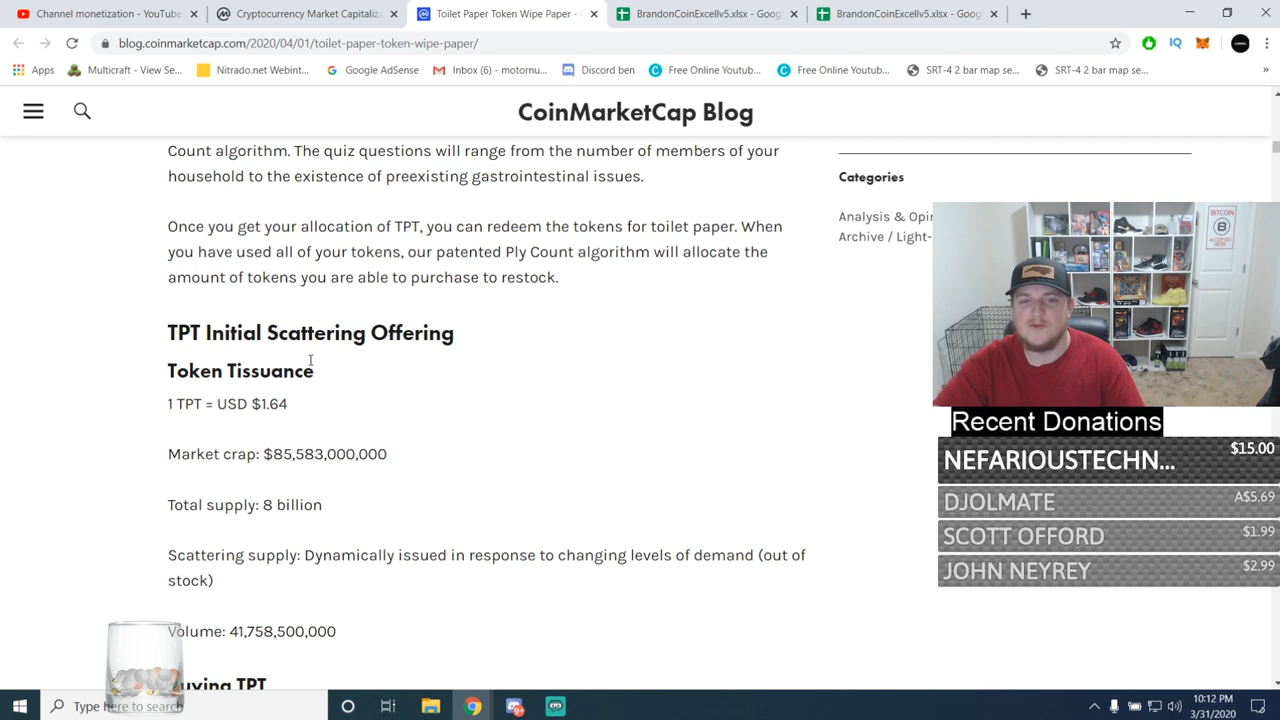 Channel monetization - YouTube
Cryptocurrency Market Capitaliza
Toilet Paper Token Wipe Paper -
BrandonCoinExcellv5.xlsx - Goog
BrandonCoinExcellv5.xlsx - Goog
blog.coinmarketcap.com/2020/04/01/toilet-paper-token-wipe-paper/
Apps
Multicraft - View Se...
Nitrado.net Webint...
Google AdSense
Inbox (6) - motornu...
Discord ben
Free Online Youtub...
Free Online Youtub...
SRT-4 2 bar map se...
SRT-4 2 bar map se...
CoinMarketCap Blog
Count algorithm. The quiz questions will range from the number of members of your
household to the existence of preexisting gastrointestinal issues.
Once you get your allocation of TPT, you can redeem the tokens for toilet paper. When
you have used all of your tokens, our patented Ply Count algorithm will allocate the
amount of tokens you are able to purchase to restock.
TPT Initial Scattering Offering
Token Tissuance
1 TPT = USD $1.64
Market crap: $85,583,000,000
Total supply: 8 billion
Scattering supply: Dynamically issued in response to changing levels of demand (out of
stock)
Volume: 41,758,500,000
Buying TPT
Categories
Analysis & Opi
Archive / Light-
BITCOIN
B
ACCEPTED
HERE
Recent Donations
NEFARIOUSTECHN... $15.00
DJOLMATE A$5.69
SCOTT OFFORD $1.99
JOHN NEYREY $2.99
Type here to search
10:12 PM
3/31/2020